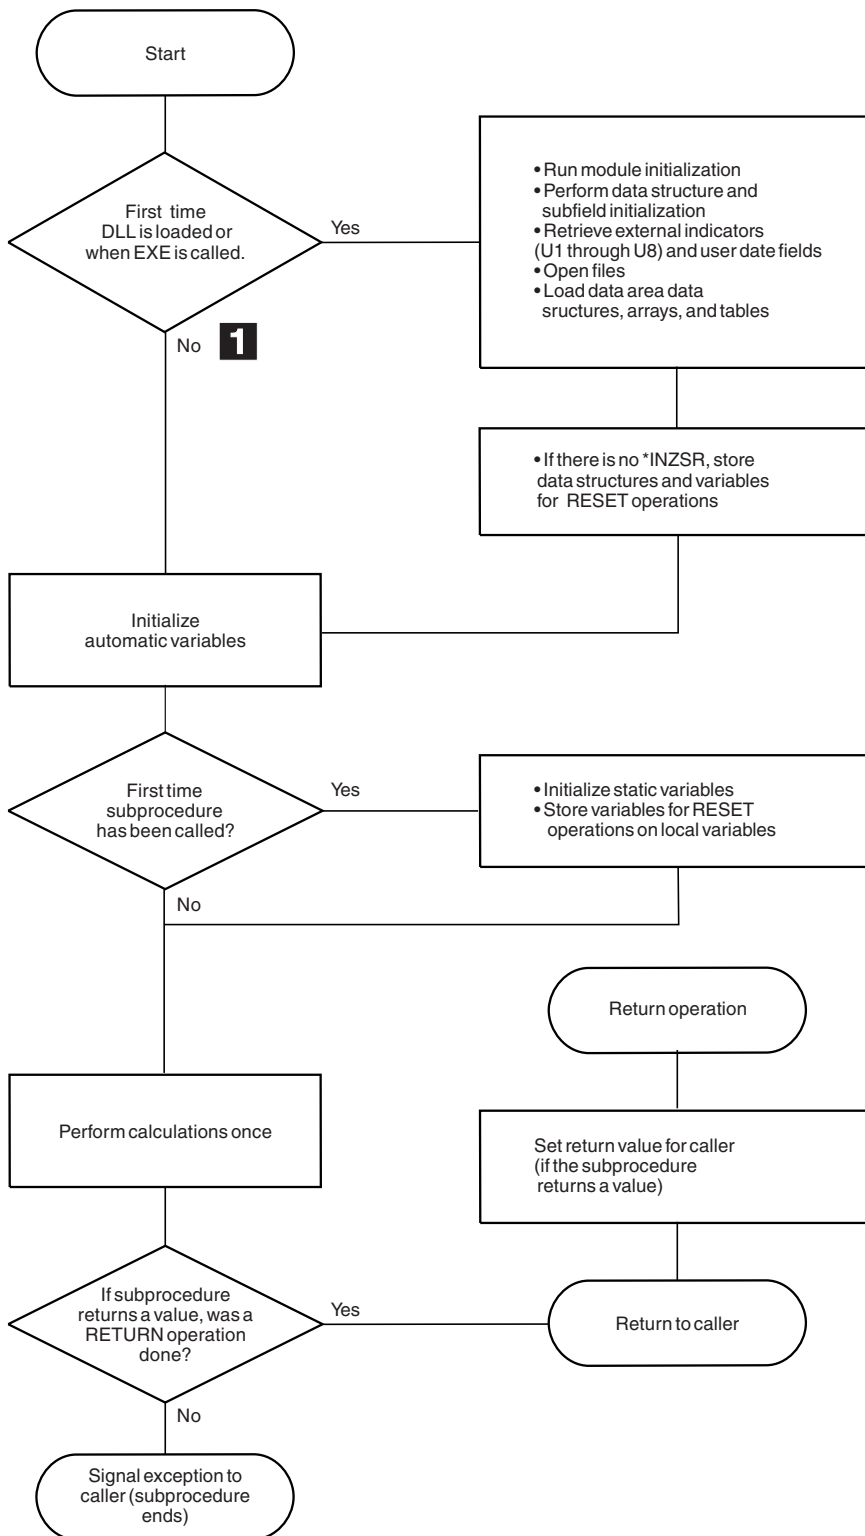 Start
First time
DLL is loaded or
when EXE is called.
Yes
• Run module initialization
• Perform data structure and
subfield initialization
• Retrieve external indicators
(U1 through U8) and user date fields
• Open files
• Load data area data
sructures, arrays, and tables
No
1
• If there is no *INZSR, store
data structures and variables
for RESET operations
Initialize
automatic variables
First time
subprocedure
has been called?
Yes
• Initialize static variables
• Store variables for RESET
operations on local variables
No
Return operation
Perform calculations once
Set return value for caller
(if the subprocedure
returns a value)
If subprocedure
returns a value, was a
RETURN operation
done?
Yes
Return to caller
No
Signal exception to
caller (subprocedure
ends)